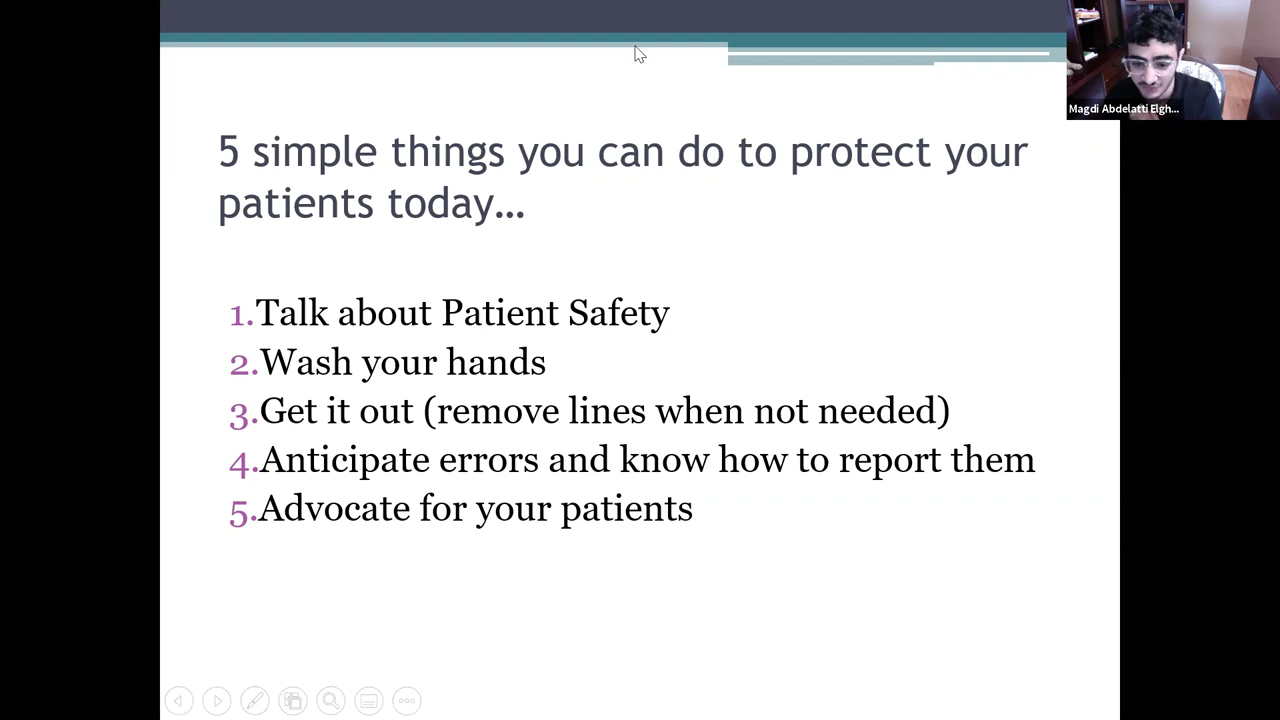 5 simple things you can do to protect your
patients today…
1.Talk about Patient Safety
2.Wash your hands
3.Get it out (remove lines when not needed)
4.Anticipate errors and know how to report them
5.Advocate for your patients
Magdi Abdelatti Elgh...